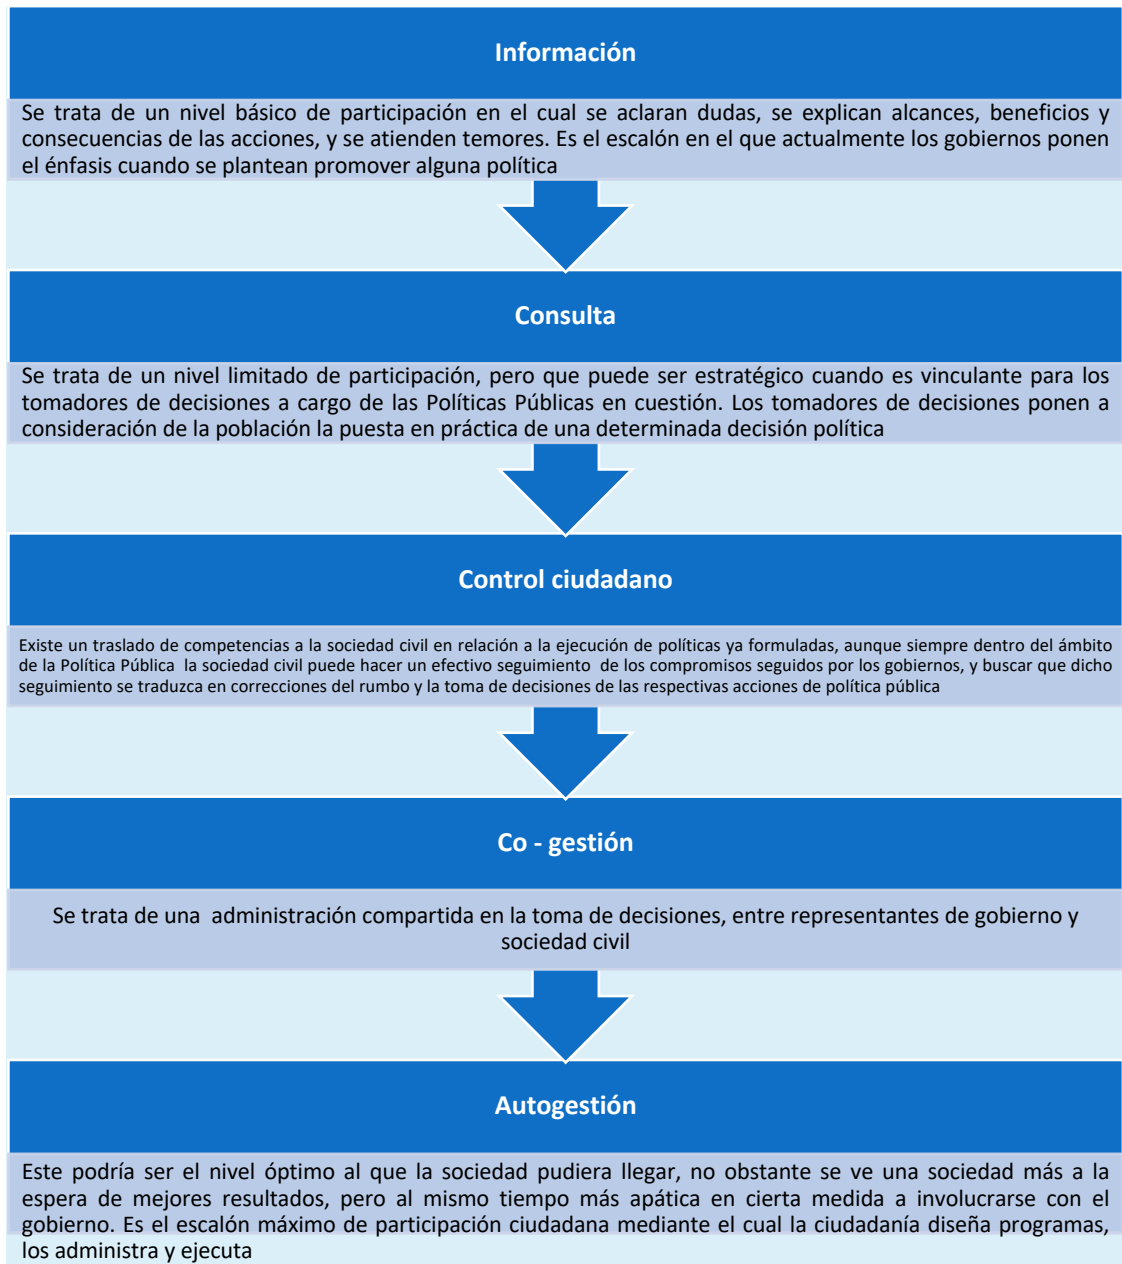 Información
Se trata de un nivel básico de participación en el cual se aclaran dudas, se explican alcances, beneficios y
consecuencias de las acciones, y se atienden temores. Es el escalón en el que actualmente los gobiernos ponen
el énfasis cuando se plantean promover alguna política
Consulta
Se trata de un nivel limitado de participación, pero que puede ser estratégico cuando es vinculante para los
tomadores de decisiones a cargo de las Políticas Públicas en cuestión. Los tomadores de decisiones ponen a
consideración de la población la puesta en práctica de una determinada decisión política
Control ciudadano
Existe un traslado de competencias a la sociedad civil en relación a la ejecución de políticas ya formuladas, aunque siempre dentro del ámbito
de la Política Pública la sociedad civil puede hacer un efectivo seguimiento de los compromisos seguidos por los gobiernos, y buscar que dicho
seguimiento se traduzca en correcciones del rumbo y la toma de decisiones de las respectivas acciones de política pública
Co - gestión
Se trata de una administración compartida en la toma de decisiones, entre representantes de gobierno y
sociedad civil
Autogestión
Este podría ser el nivel óptimo al que la sociedad pudiera llegar, no obstante se ve una sociedad más a la
espera de mejores resultados, pero al mismo tiempo más apática en cierta medida a involucrarse con el
gobierno. Es el escalón máximo de participación ciudadana mediante el cual la ciudadanía diseña programas,
los administra y ejecuta